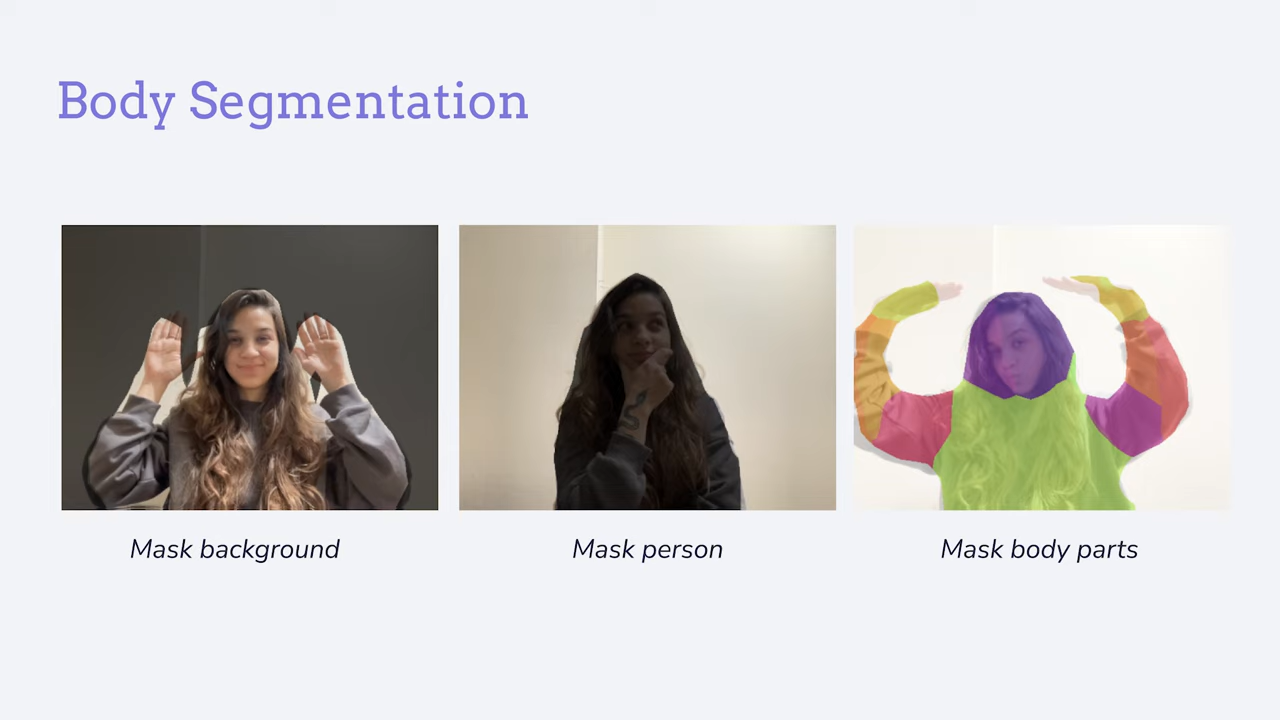 Body Segmentation
Mask background
Mask person
Mask body parts